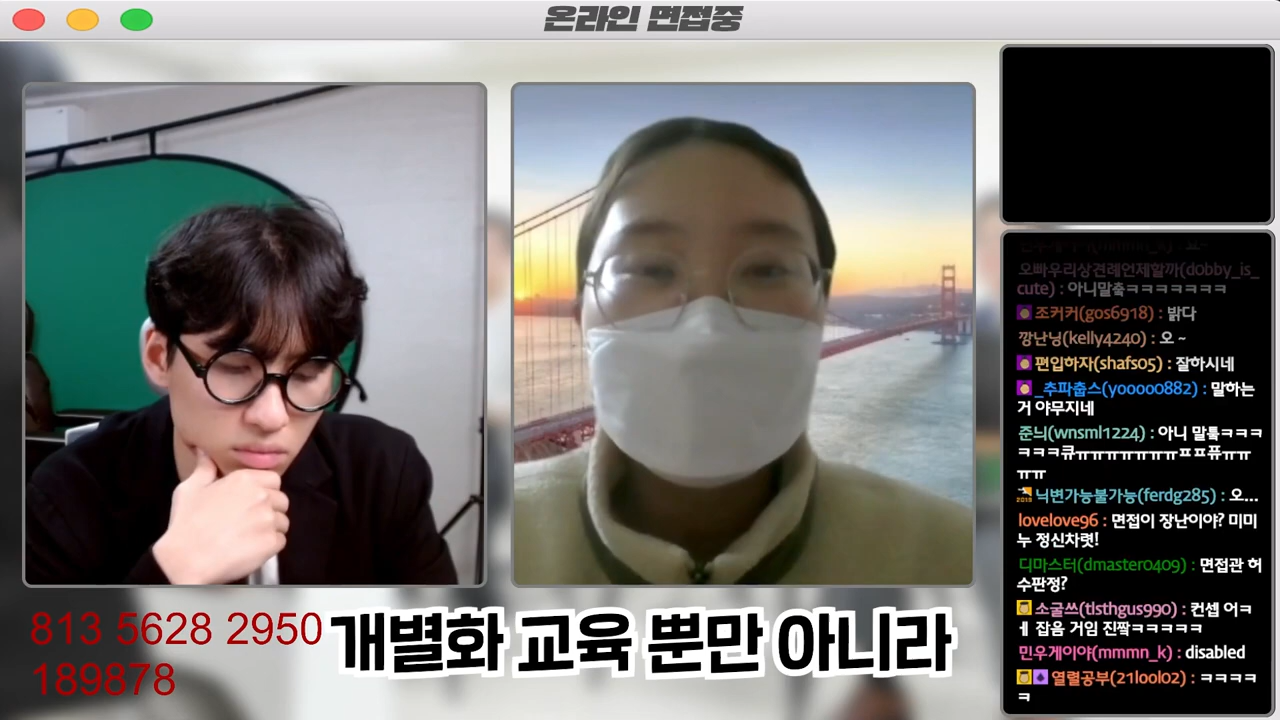 온라인 면접중
오빠우리상견례언제할까(dobby_is_
cute) : 아니말축ㅋㅋㅋㅋㅋㅋㅋ
조커커(gos6918) : 밝다
깡난닝(kelly4240) : 오 ~
편입하자(shafs05) : 잘하시네
_추파춥스(yoooo0882) : 말하는
거 야무지네
준늬(wnsml1224) : 아니 말툭ㅋㅋㅋ
ㅋㅋㅋ큐ㅠㅠㅠㅠㅠㅠㅍㅍ퓨ㅠㅠ
ㅠㅠ
닉변가능불가능(ferdg285) : 오...
lovelove96 : 면접이 장난이야? 미미
누 정신차렷!
디마스터(dmaster0409) : 면접관 허
수판정?
소굴쓰(tlsthgus990) : 컨셉 어ㅋ
ㅔ 잡음 거임 진짴ㅋㅋㅋㅋㅋ
민우게이야(mmmn_k) : disabled
열렬공부(21lool02) : ㅋㅋㅋㅋ
ㅋ
813 5628 2950
189878
개별화 교육 뿐만 아니라